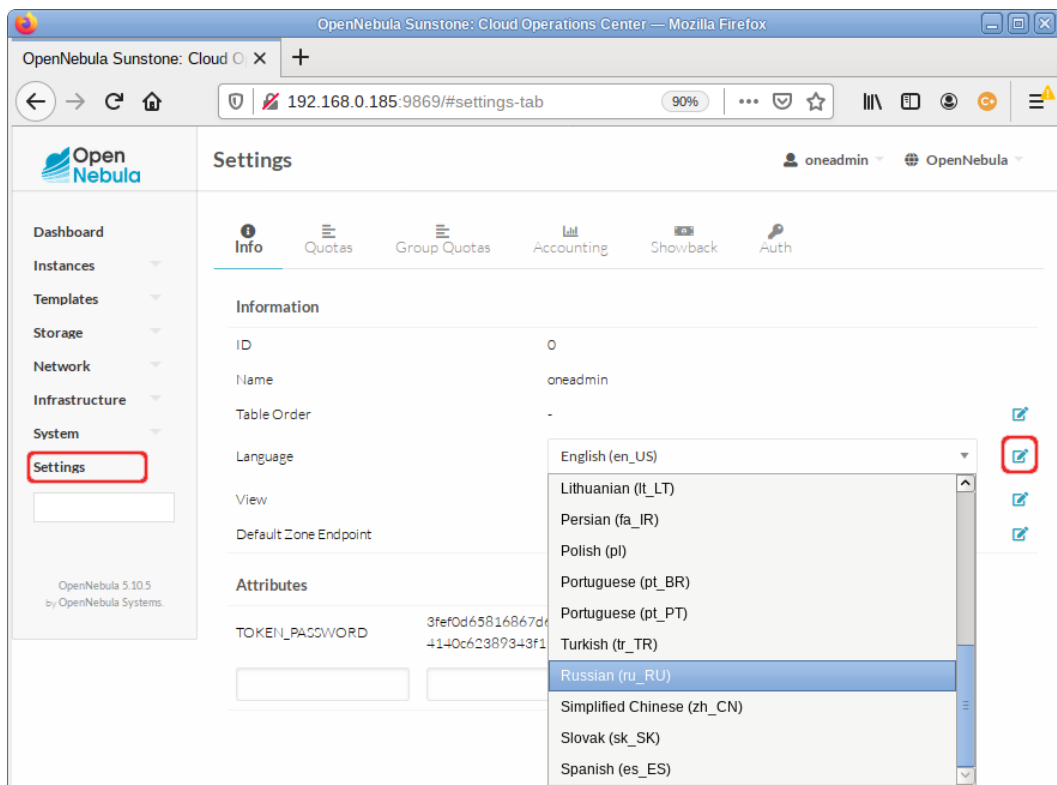 OpenNebula Sunstone: Cloud Operations Center — Mozilla Firefox
OpenNebula Sunstone: Cloud O
192.168.0.185:9869/#settings-tab
90%
Open
Nebula
Settings
oneadmin
OpenNebula
Dashboard
Instances
Templates
Storage
Network
Infrastructure
System
Settings
OpenNebula 5.10.5
by OpenNebula Systems.
Info
Quotas
Group Quotas
Accounting
Showback
Auth
Information
ID 0
Name oneadmin
Table Order -
Language English (en_US)
View
Default Zone Endpoint
Lithuanian (lt_LT)
Persian (fa_IR)
Polish (pl)
Portuguese (pt_BR)
Portuguese (pt_PT)
Turkish (tr_TR)
Russian (ru_RU)
Simplified Chinese (zh_CN)
Slovak (sk_SK)
Spanish (es_ES)
Attributes
TOKEN_PASSWORD
3fef0d65816867d
4140c62389343f1